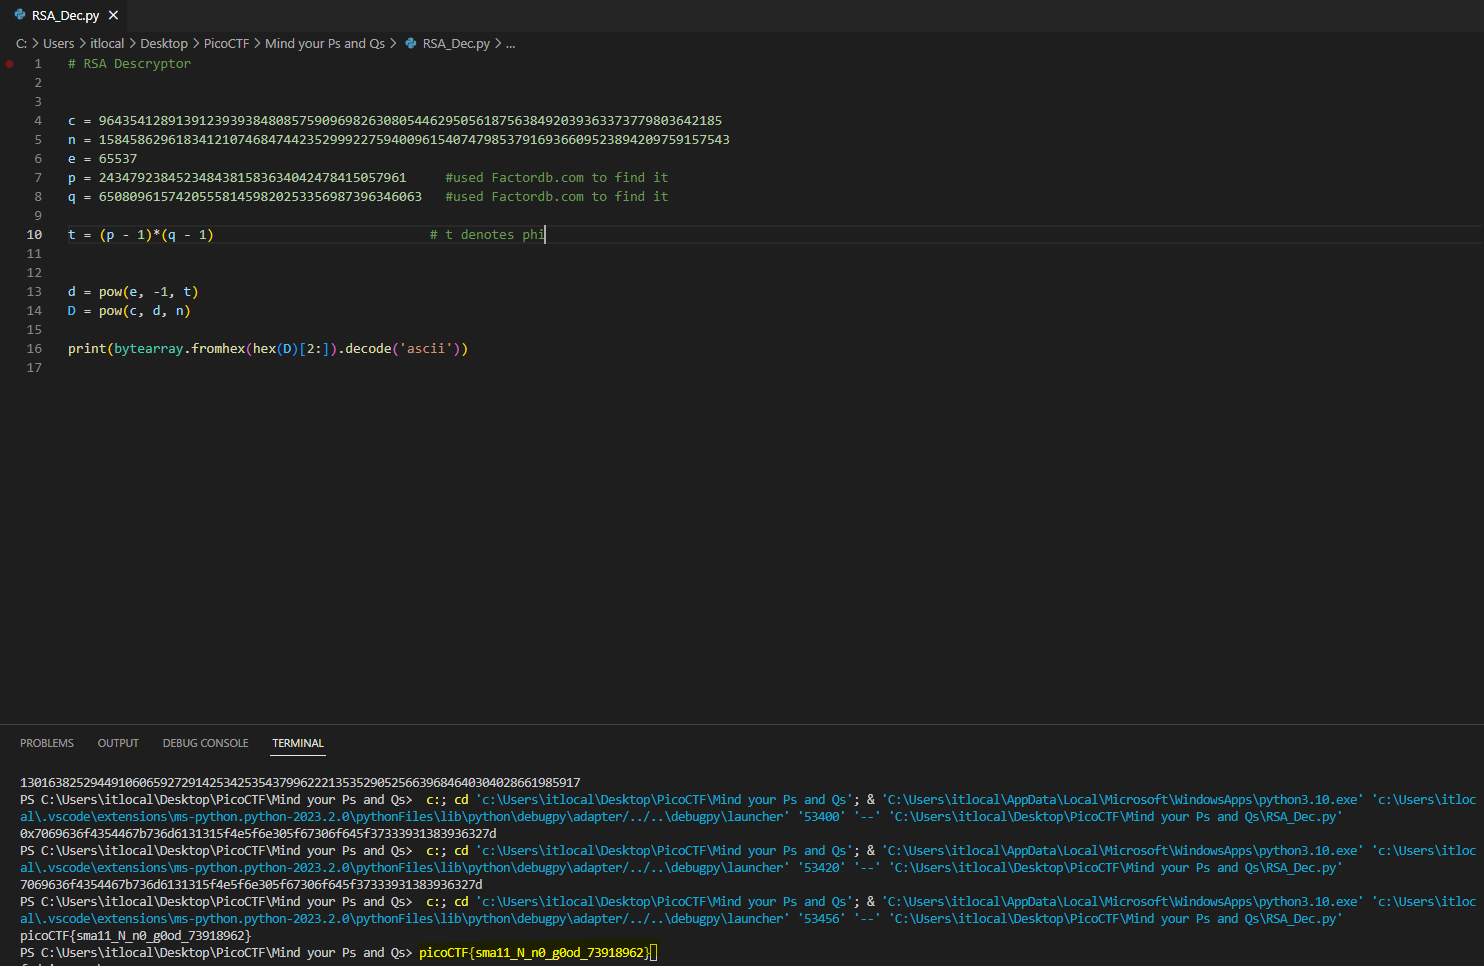 RSA_Dec.py
C: > Users > itlocal > Desktop > PicoCTF > Mind your Ps and Qs > RSA_Dec.py > ...
1 # RSA Descryptor
2
3
4 c = 964354128913912393938480857590969826308054462950561875638492039363373779803642185
5 n = 1584586296183412107468474423529992275940096154074798537916936609523894209759157543
6 e = 65537
7 p = 2434792384523484381583634042478415057961 #used Factordb.com to find it
8 q = 650809615742055581459820253356987396346063 #used Factordb.com to find it
9
10 t = (p - 1)*(q - 1) # t denotes phi
11
12
13 d = pow(e, -1, t)
14 D = pow(c, d, n)
15
16 print(bytearray.fromhex(hex(D)[2:]).decode('ascii'))
17
PROBLEMS OUTPUT DEBUG CONSOLE TERMINAL
13016382529449106065927291425342535437996222135352905256639684640304028661985917
PS C:\Users\itlocal\Desktop\PicoCTF\Mind your Ps and Qs> c:; cd 'c:\Users\itlocal\Desktop\PicoCTF\Mind your Ps and Qs'; & 'C:\Users\itlocal\AppData\Local\Microsoft\WindowsApps\python3.10.exe' 'c:\Users\itloc
al\.vscode\extensions\ms-python.python-2023.2.0\pythonFiles\lib\python\debugpy\adapter/../..\debugpy\launcher' '53400' '--' 'C:\Users\itlocal\Desktop\PicoCTF\Mind your Ps and Qs\RSA_Dec.py'
0x7069636f4354467b736d6131315f4e5f6e305f67306f645f37333931383936327d
PS C:\Users\itlocal\Desktop\PicoCTF\Mind your Ps and Qs> c:; cd 'c:\Users\itlocal\Desktop\PicoCTF\Mind your Ps and Qs'; & 'C:\Users\itlocal\AppData\Local\Microsoft\WindowsApps\python3.10.exe' 'c:\Users\itloc
al\.vscode\extensions\ms-python.python-2023.2.0\pythonFiles\lib\python\debugpy\adapter/../..\debugpy\launcher' '53420' '--' 'C:\Users\itlocal\Desktop\PicoCTF\Mind your Ps and Qs\RSA_Dec.py'
7069636f4354467b736d6131315f4e5f6e305f67306f645f37333931383936327d
PS C:\Users\itlocal\Desktop\PicoCTF\Mind your Ps and Qs> c:; cd 'c:\Users\itlocal\Desktop\PicoCTF\Mind your Ps and Qs'; & 'C:\Users\itlocal\AppData\Local\Microsoft\WindowsApps\python3.10.exe' 'c:\Users\itloc
al\.vscode\extensions\ms-python.python-2023.2.0\pythonFiles\lib\python\debugpy\adapter/../..\debugpy\launcher' '53456' '--' 'C:\Users\itlocal\Desktop\PicoCTF\Mind your Ps and Qs\RSA_Dec.py'
picoCTF{sma11_N_n0_g0od_73918962}
PS C:\Users\itlocal\Desktop\PicoCTF\Mind your Ps and Qs> picoCTF{sma11_N_n0_g0od_73918962}